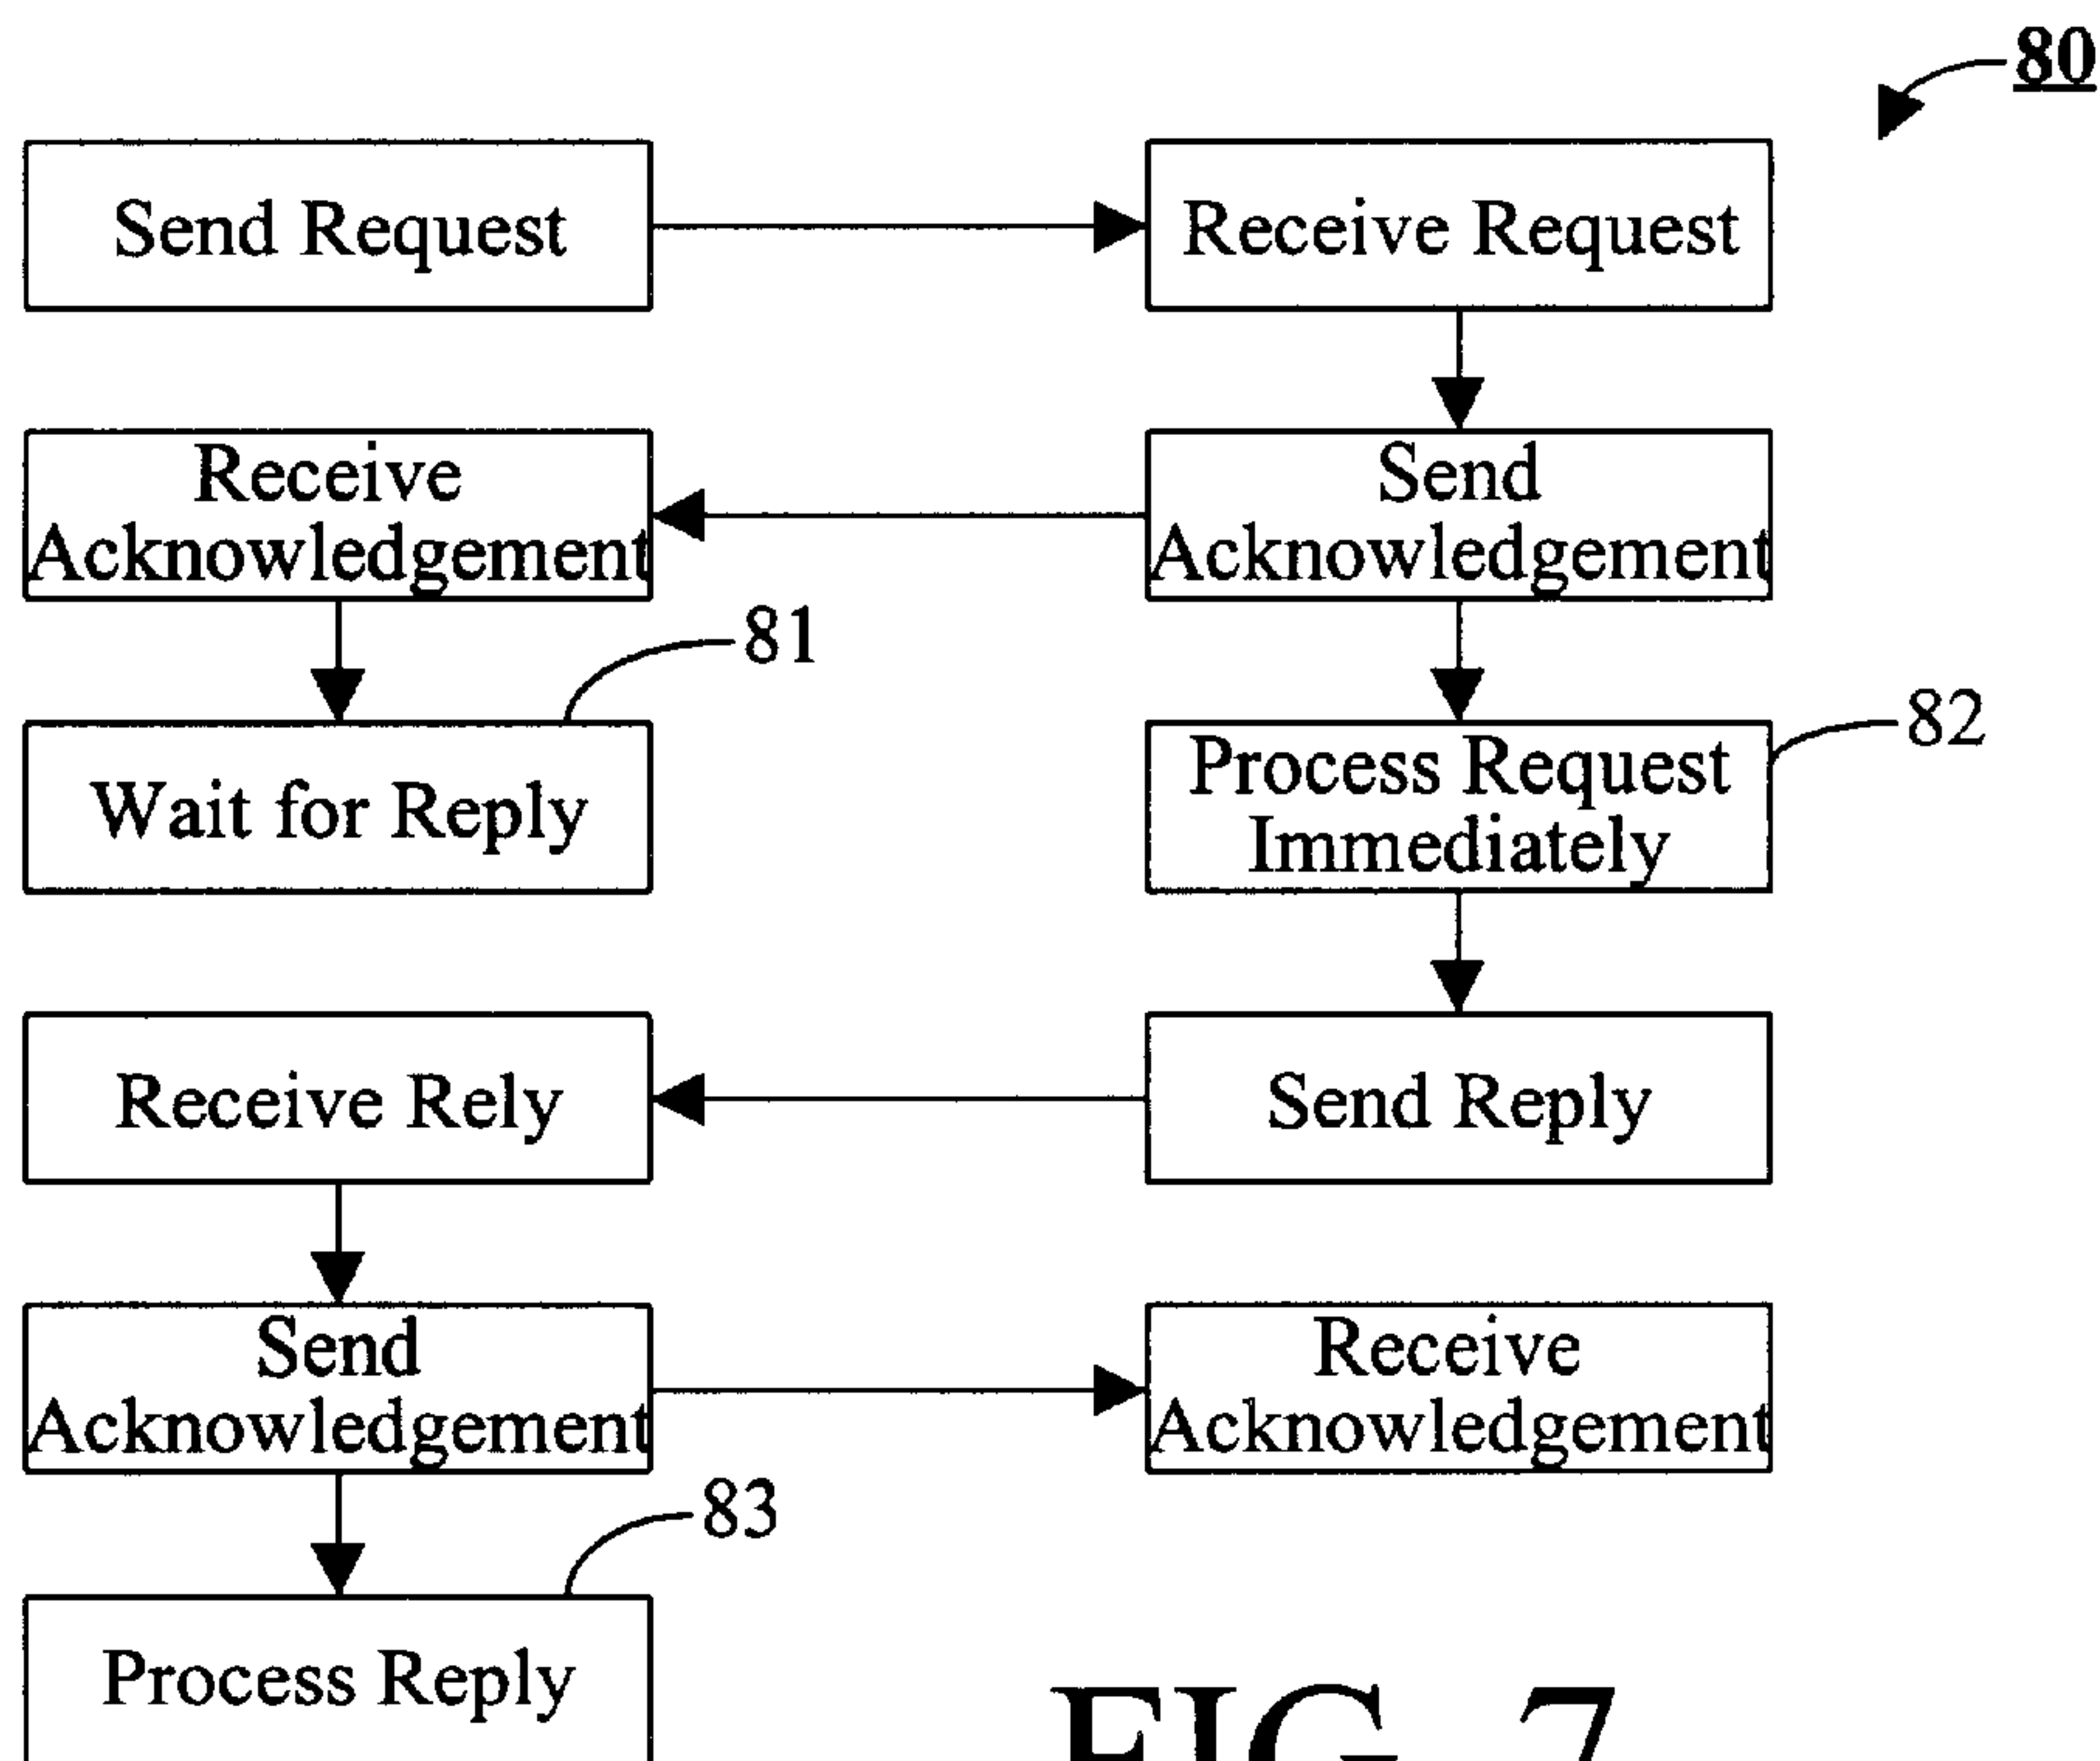 80
Send Request
Receive Request
Receive
Acknowledgement
Send
Acknowledgement
81
82
Wait for Reply
Process Request
Immediately
Receive Rely
Send Reply
Send
Acknowledgement
Receive
Acknowledgement
83
Process Reply
FIG. 7